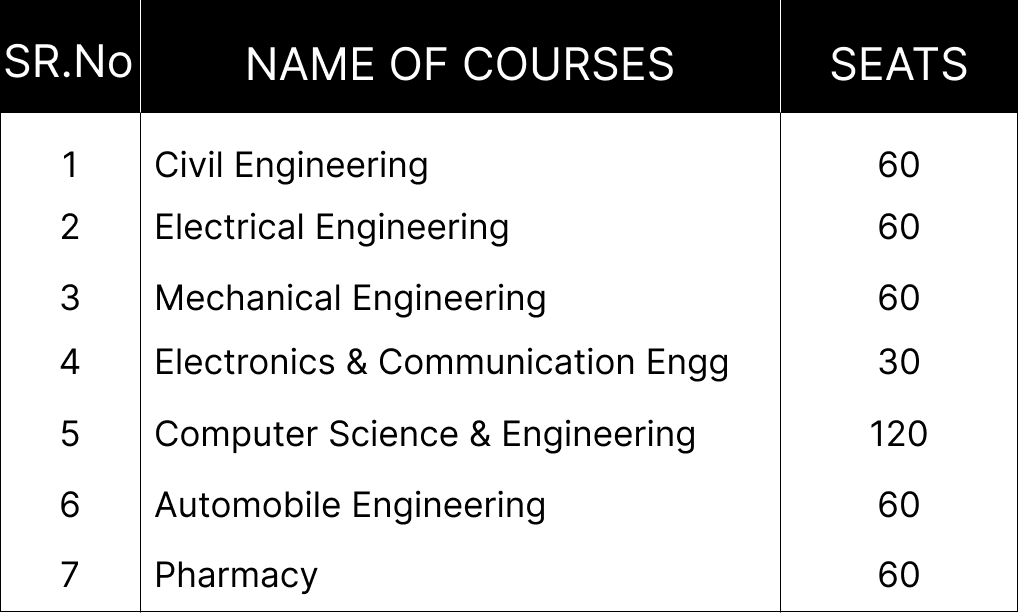 SR.No NAME OF COURSES SEATS
1 Civil Engineering 60
2 Electrical Engineering 60
3 Mechanical Engineering 60
4 Electronics & Communication Engg 30
5 Computer Science & Engineering 120
6 Automobile Engineering 60
7 Pharmacy 60